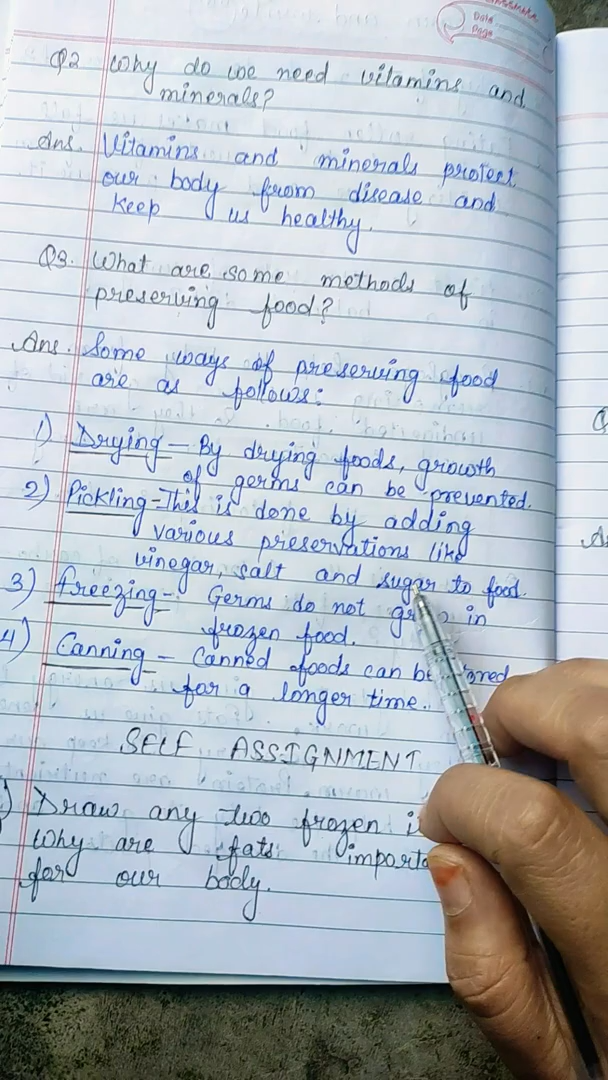 Date
Page
Q2 Why do we need vitamins and
minerals?
Ans. Vitamins and minerals protect
our body from disease and
keep us healthy.
Q3. What are some methods of
preserving food?
Ans. Some ways of preserving food
are as follows:
1) Drying - By drying foods, growth
of germs can be prevented.
2) Pickling - This is done by adding
various preservations like
vinegar, salt and sugar to food.
3) freezing - Germs do not in
frozen food.
4) Canning - Canned foods can be
for a longer time.
SELF ASSIGNMENT
Draw any two frozen
Why are fats
for our body.